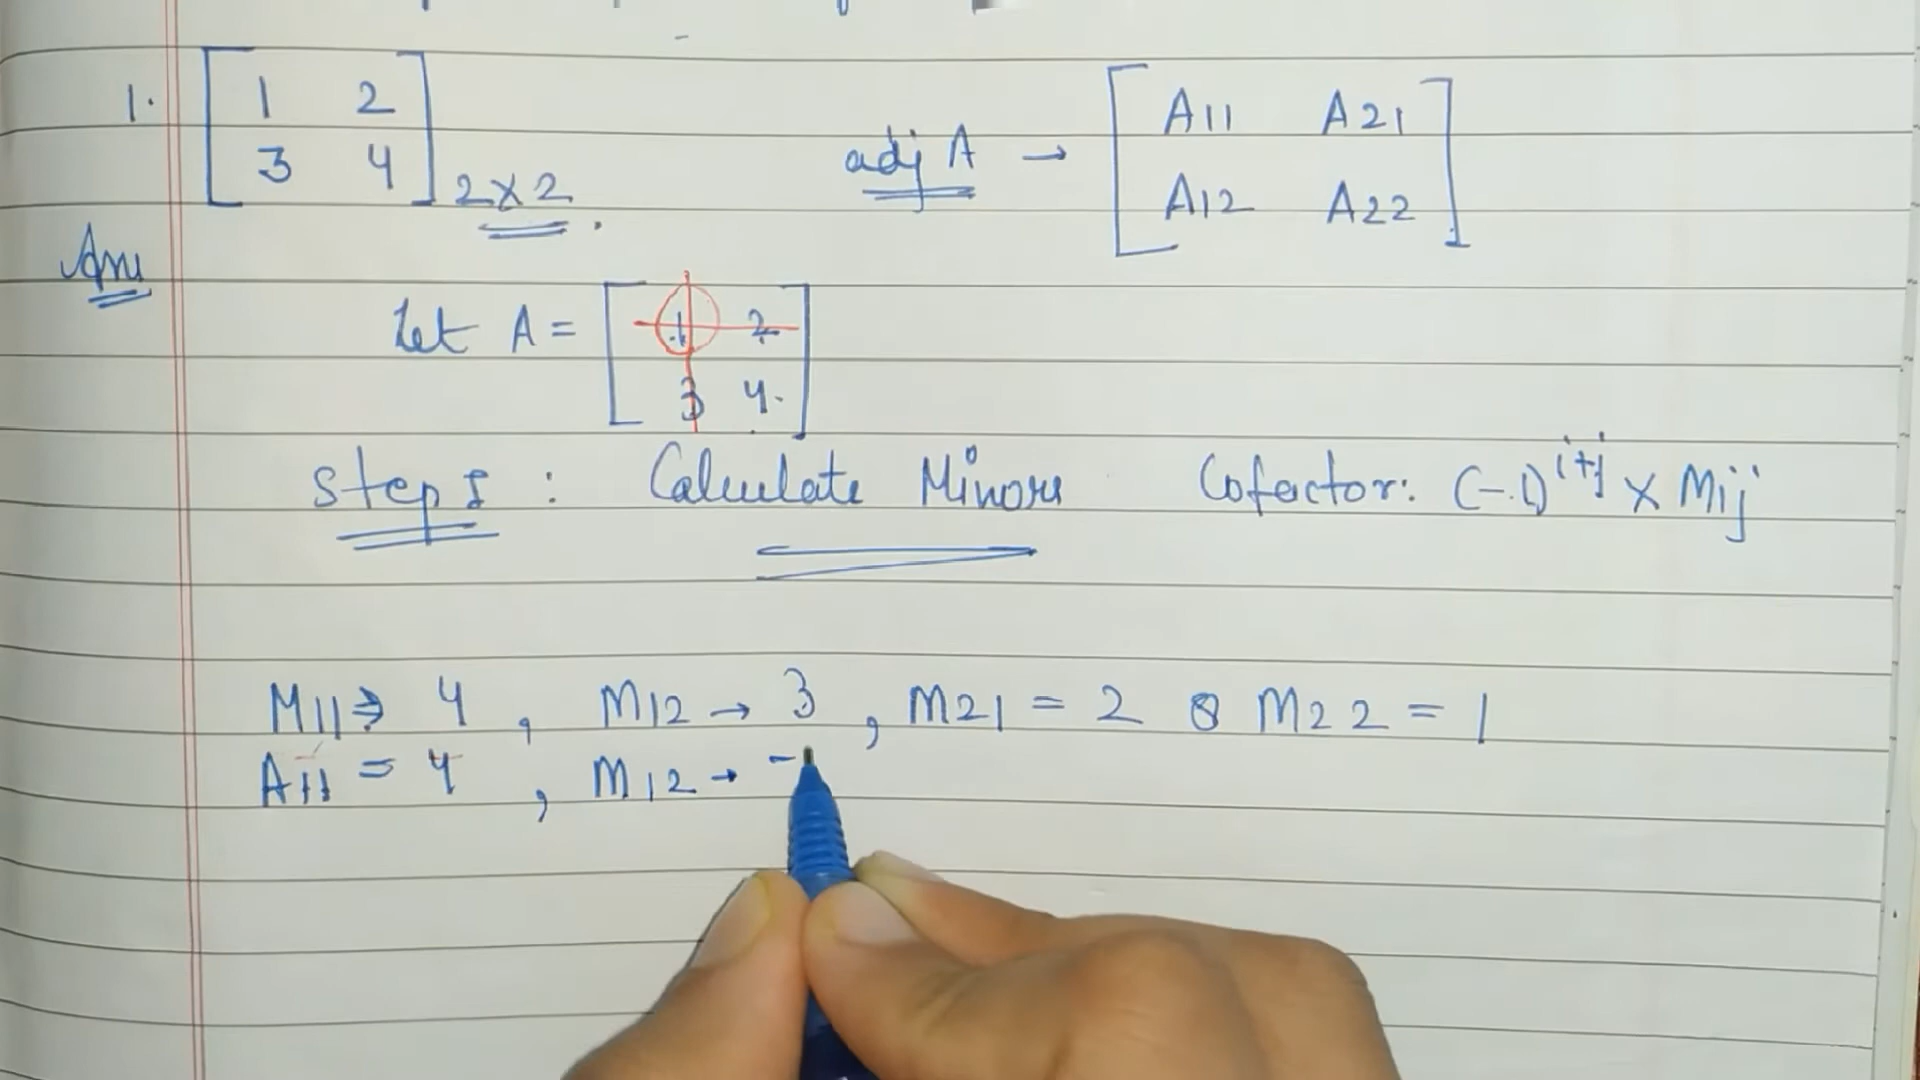 1. [ 1 2
3 4 ] 2×2.
adj A → [ A11 A21
A12 A22 ]
Ans
Let A = [ 1 2
3 4 ]
Step I : Calculate Minors
Cofactor: (-1)^i+j × Mij
M11 → 4 , M12 → 3 , M21 = 2 & M22 = 1
A11 = 4 , M12 → -